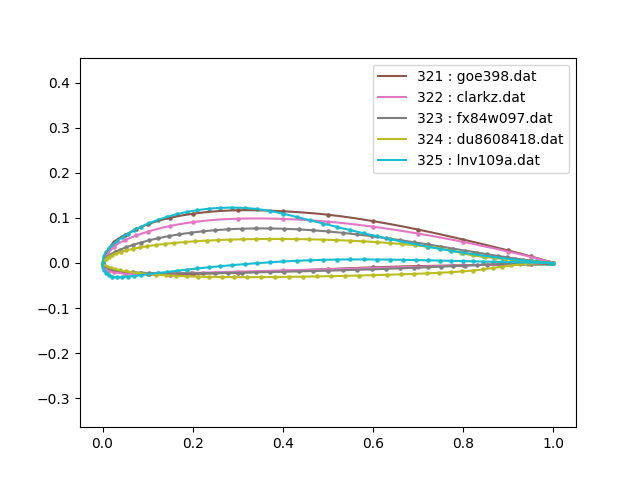 0.4
0.3
0.2
0.1
0.0
−0.1
−0.2
−0.3
0.0 0.2 0.4 0.6 0.8 1.0
321 : goe398.dat
322 : clarkz.dat
323 : fx84w097.dat
324 : du8608418.dat
325 : lnv109a.dat